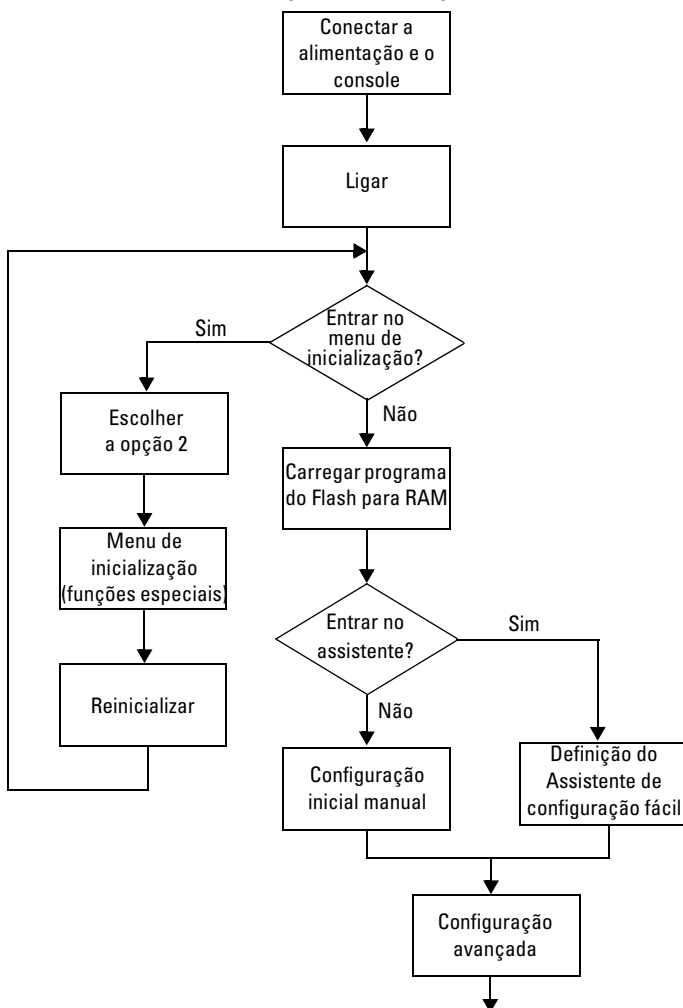 Conectar a
alimentação e o
console
Ligar
Entrar no
menu de
inicialização?
Sim
Não
Escolher
a opção 2
Carregar programa
do Flash para RAM
Menu de
inicialização
(funções especiais)
Entrar no
assistente?
Sim
Não
Reinicializar
Configuração
inicial manual
Definição do
Assistente de
configuração fácil
Configuração
avançada